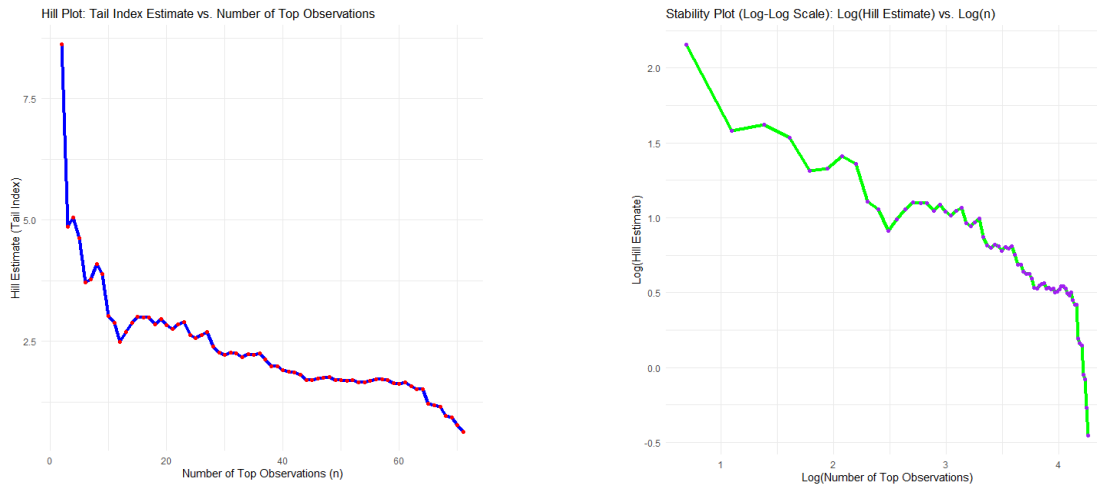 Hill Plot: Tail Index Estimate vs. Number of Top Observations
Hill Estimate (Tail Index)
7.5
5.0
2.5
0
20
40
60
Number of Top Observations (n)
Stability Plot (Log-Log Scale): Log(Hill Estimate) vs. Log(n)
Log(Hill Estimate)
2.0
1.5
1.0
0.5
0.0
-0.5
1
2
3
4
Log(Number of Top Observations)